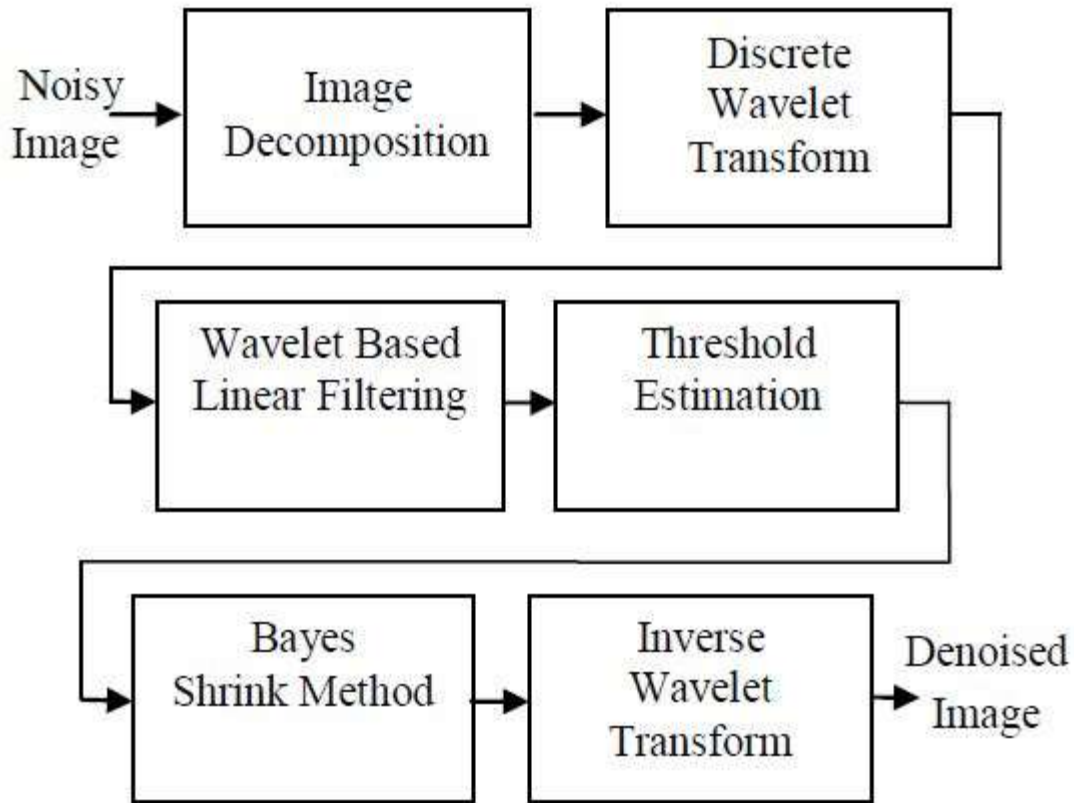 Noisy
Image
Image
Decomposition
Discrete
Wavelet
Transform
Wavelet Based
Linear Filtering
Threshold
Estimation
Bayes
Shrink Method
Inverse
Wavelet
Transform
Denoised
Image